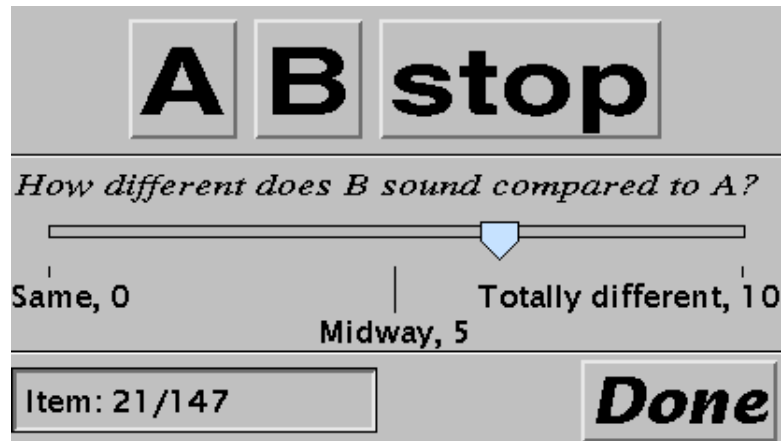 A B stop
How different does B sound compared to A?
Same, 0 Totally different, 10
Midway, 5
Item: 21/147 Done